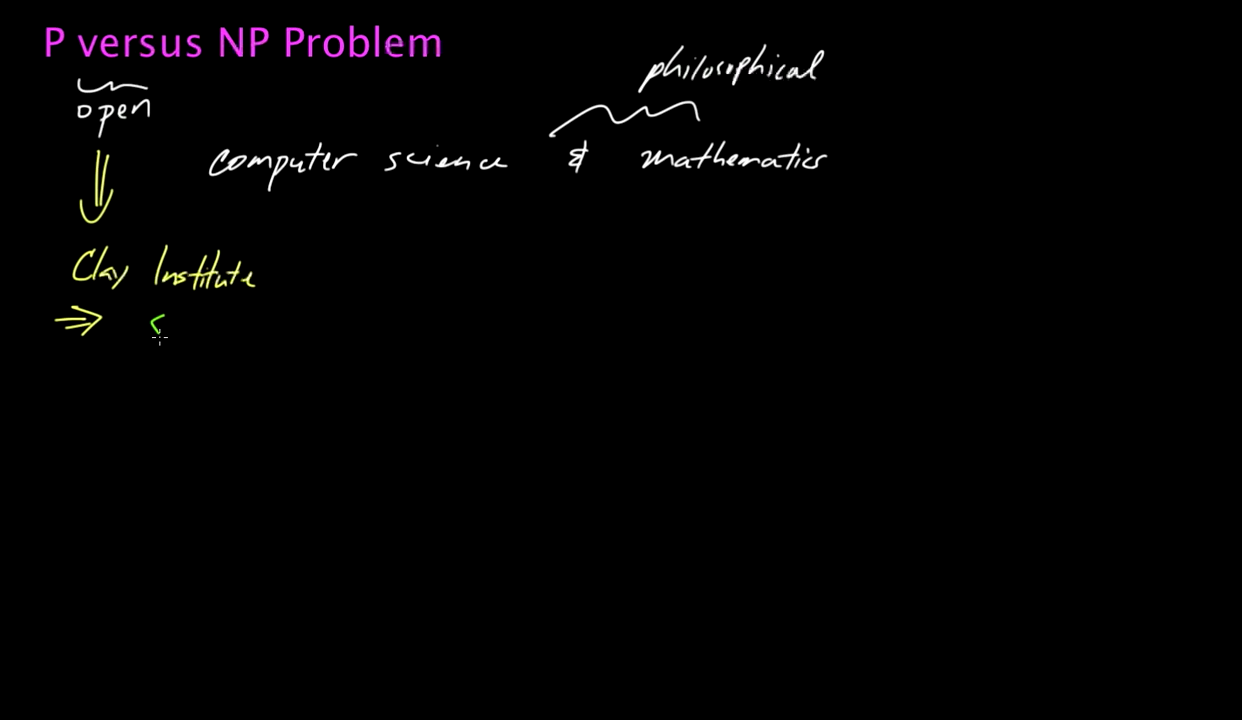 P versus NP Problem
philosophical
open
computer science & mathematics
Clay Institute
⇒